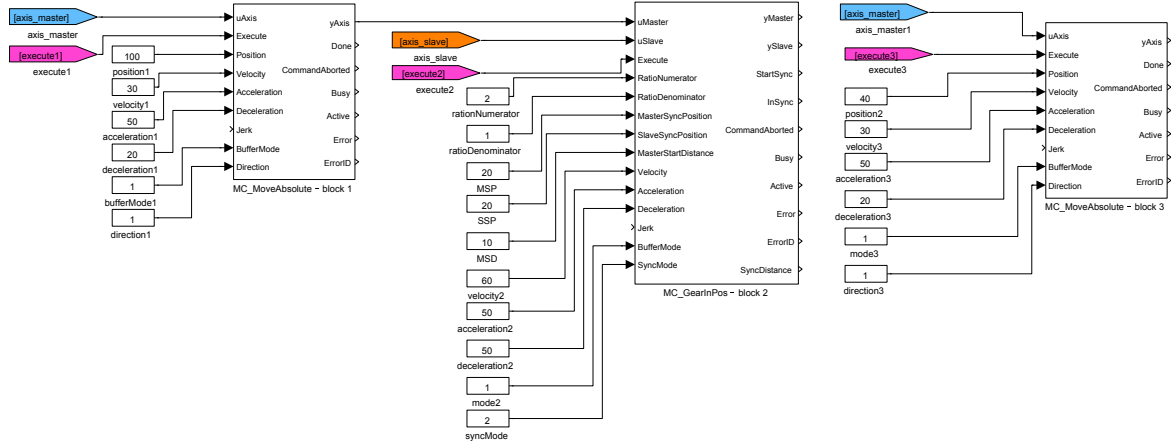 [axis_master]
axis_master
[execute1]
execute1
100
position1
30
velocity1
50
acceleration1
20
deceleration1
1
bufferMode1
1
direction1
uAxis
Execute
Position
Velocity
Acceleration
Deceleration
Jerk
BufferMode
Direction
yAxis
Done
CommandAborted
Busy
Active
Error
ErrorID
MC_MoveAbsolute - block 1
[axis_slave]
axis_slave
[execute2]
execute2
2
rationNumerator
1
ratioDenominator
20
MSP
20
SSP
10
MSD
60
velocity2
50
acceleration2
50
deceleration2
1
mode2
2
syncMode
uMaster
uSlave
Execute
RatioNumerator
RatioDenominator
MasterSyncPosition
SlaveSyncPosition
MasterStartDistance
Velocity
Acceleration
Deceleration
Jerk
BufferMode
SyncMode
yMaster
ySlave
StartSync
InSync
CommandAborted
Busy
Active
Error
ErrorID
SyncDistance
MC_GearInPos - block 2
[axis_master]
axis_master1
[execute3]
execute3
40
position2
30
velocity3
50
acceleration3
20
deceleration3
1
mode3
1
direction3
uAxis
Execute
Position
Velocity
Acceleration
Deceleration
Jerk
BufferMode
Direction
yAxis
Done
CommandAborted
Busy
Active
Error
ErrorID
MC_MoveAbsolute - block 3